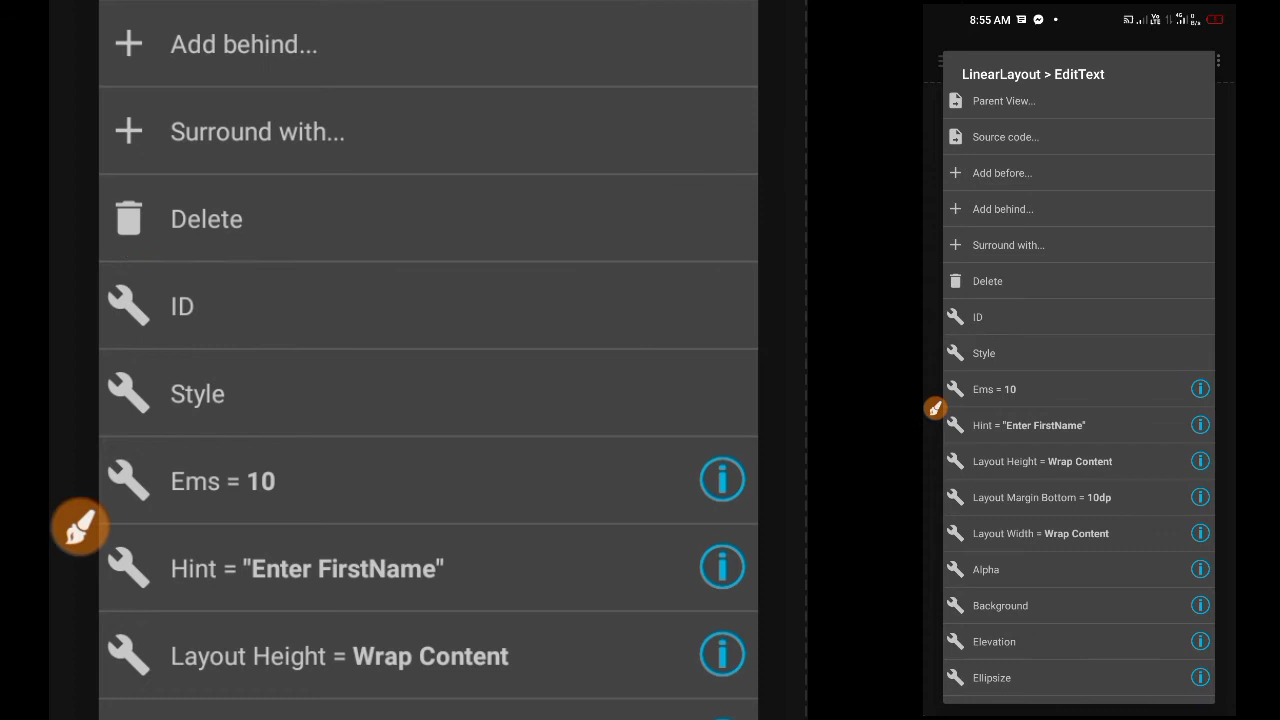 Add behind...
Surround with...
Delete
ID
Style
Ems = 10
Hint = "Enter FirstName"
Layout Height = Wrap Content
8:55 AM
LinearLayout > EditText
Parent View...
Source code...
Add before...
Add behind...
Surround with...
Delete
ID
Style
Ems = 10
Hint = "Enter FirstName"
Layout Height = Wrap Content
Layout Margin Bottom = 10dp
Layout Width = Wrap Content
Alpha
Background
Elevation
Ellipsize